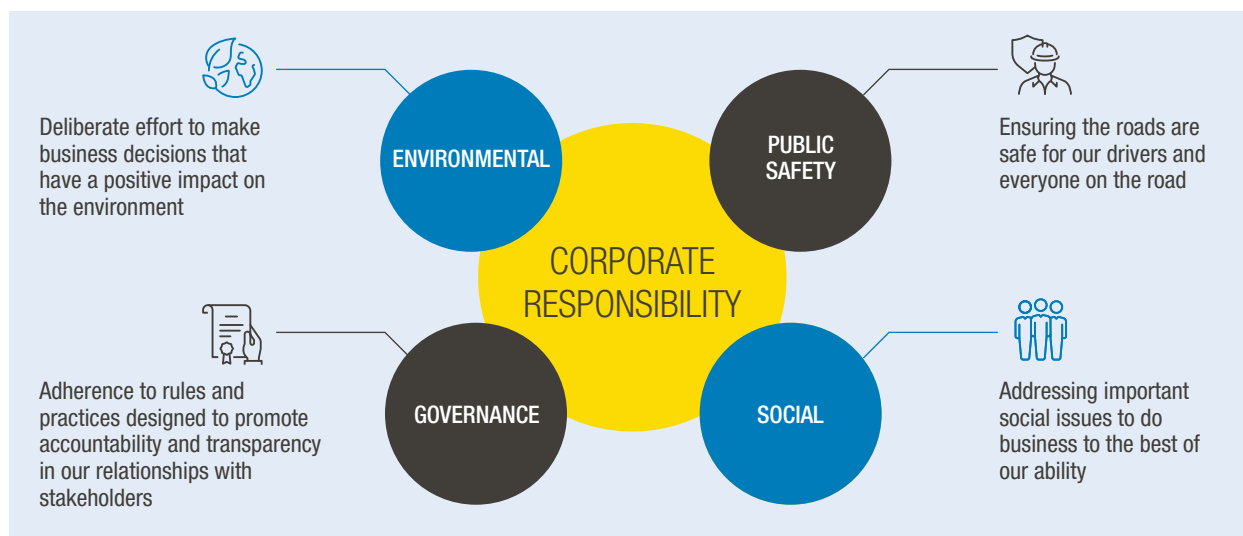 ENVIRONMENTAL
Deliberate effort to make
business decisions that
have a positive impact on
the environment
PUBLIC
SAFETY
Ensuring the roads are
safe for our drivers and
everyone on the road
CORPORATE
RESPONSIBILITY
GOVERNANCE
Adherence to rules and
practices designed to promote
accountability and transparency
in our relationships with
stakeholders
SOCIAL
Addressing important
social issues to do
business to the best of
our ability